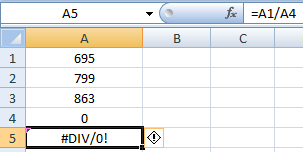 A5 fx =A1/A4
A B C
1 695
2 799
3 863
4 0
5 #DIV/0!